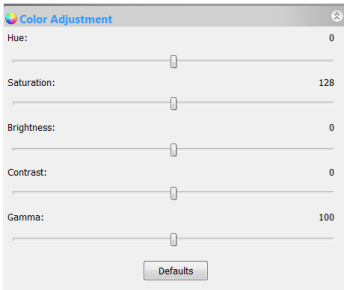 Color Adjustment
Hue: 0
Saturation: 128
Brightness: 0
Contrast: 0
Gamma: 100
Defaults